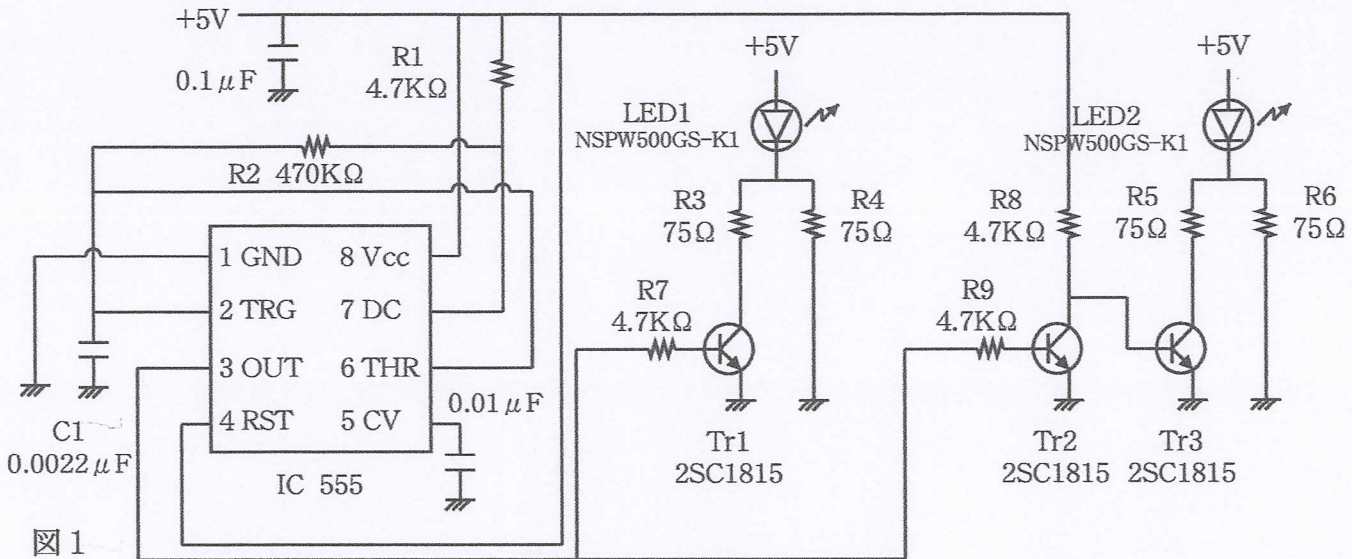 +5V
0.1μF
R1
4.7KΩ
R2 470KΩ
1 GND
2 TRG
3 OUT
4 RST
8 Vcc
7 DC
6 THR
5 CV
IC 555
0.01μF
C1
0.0022μF
図1
+5V
LED1
NSPW500GS-K1
R3
75Ω
R4
75Ω
R7
4.7KΩ
Tr1
2SC1815
+5V
LED2
NSPW500GS-K1
R8
4.7KΩ
R5
75Ω
R6
75Ω
R9
4.7KΩ
Tr2
2SC1815
Tr3
2SC1815